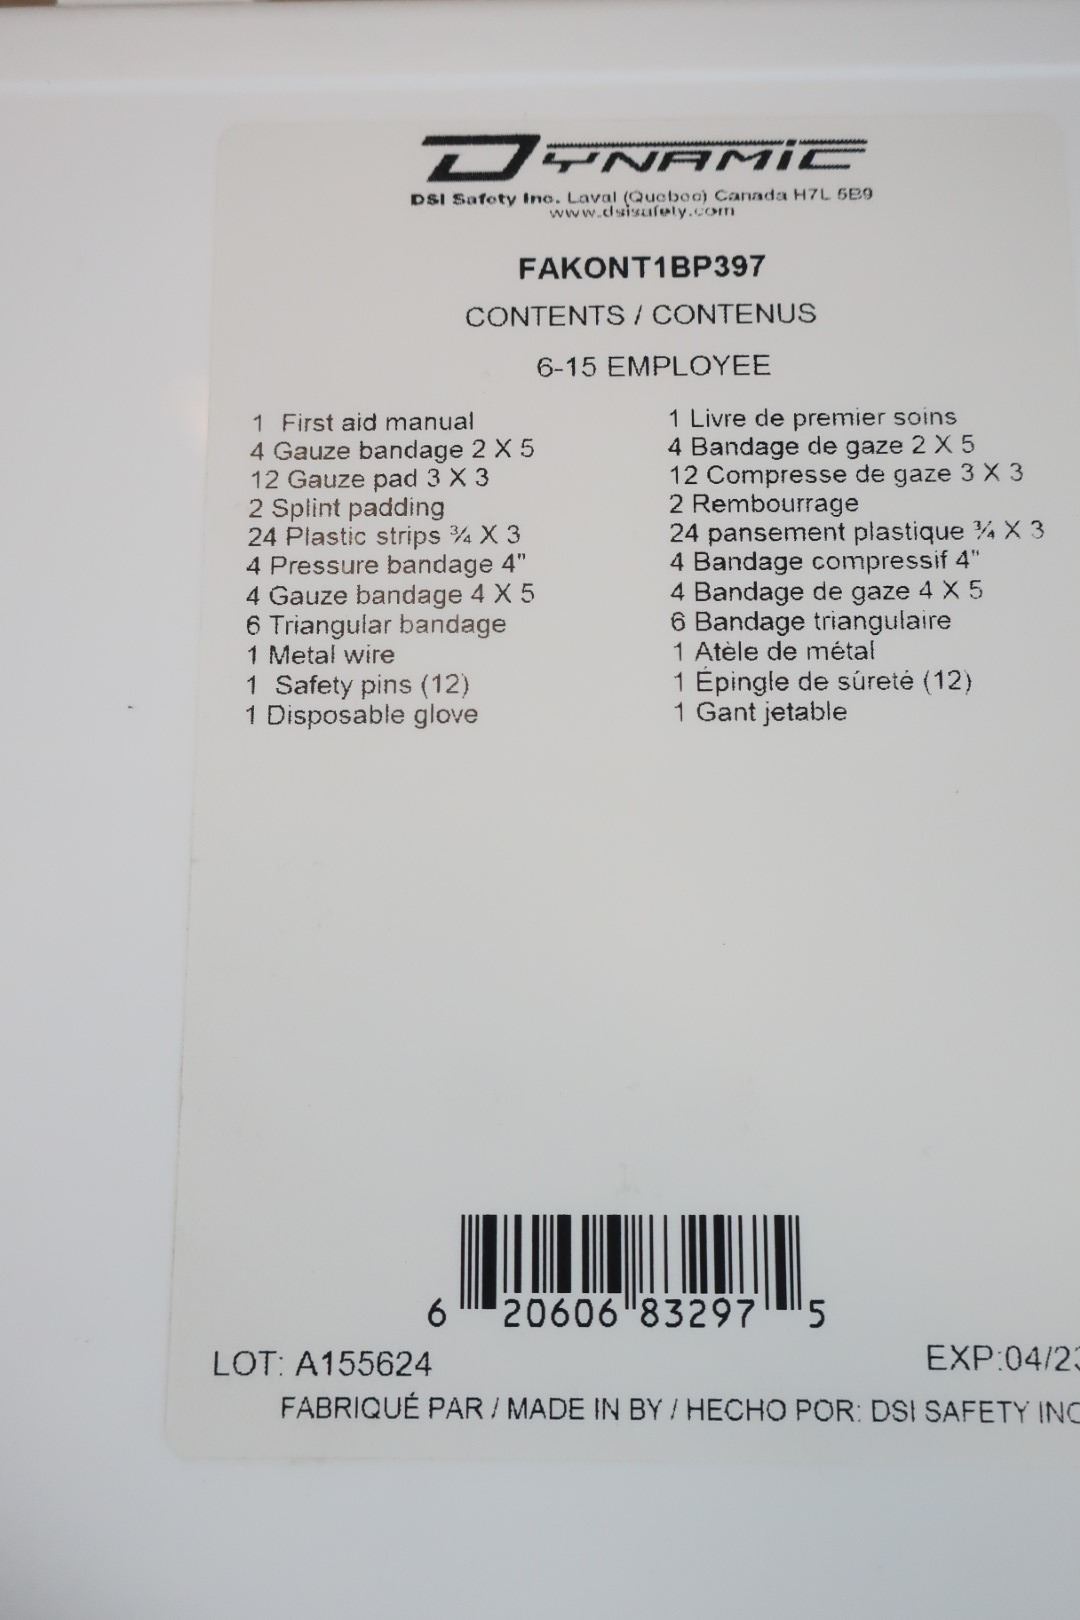 DYNAMIC
DSI Safety Inc. Laval (Quebec) Canada H7L 5B9
www.dsisafety.com
FAKONT1BP397
CONTENTS / CONTENUS
6-15 EMPLOYEE
1 First aid manual
4 Gauze bandage 2 X 5
12 Gauze pad 3 X 3
2 Splint padding
24 Plastic strips ¾ X 3
4 Pressure bandage 4"
4 Gauze bandage 4 X 5
6 Triangular bandage
1 Metal wire
1 Safety pins (12)
1 Disposable glove
1 Livre de premier soins
4 Bandage de gaze 2 X 5
12 Compresse de gaze 3 X 3
2 Rembourrage
24 pansement plastique ¾ X 3
4 Bandage compressif 4"
4 Bandage de gaze 4 X 5
6 Bandage triangulaire
1 Atèle de métal
1 Épingle de sûreté (12)
1 Gant jetable
6 20606 83297 5
LOT: A155624
EXP:04/23
FABRIQUÉ PAR / MADE IN BY / HECHO POR: DSI SAFETY INC